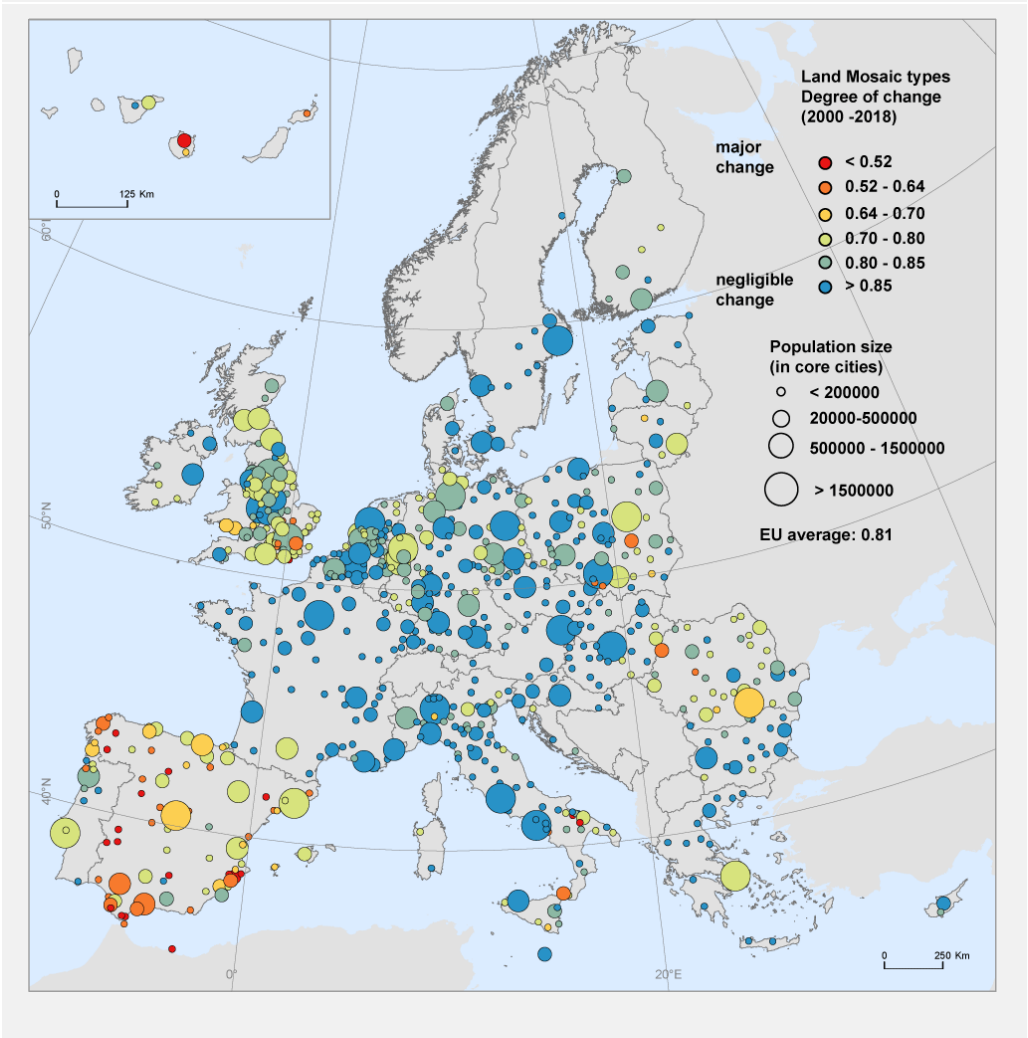 0
125 Km
Land Mosaic types
Degree of change
(2000 -2018)
major
change
< 0.52
0.52 - 0.64
0.64 - 0.70
0.70 - 0.80
0.80 - 0.85
negligible
change
> 0.85
Population size
(in core cities)
< 200000
20000-500000
500000 - 1500000
> 1500000
EU average: 0.81
50°N
40°N
0°
20°E
0
250 Km